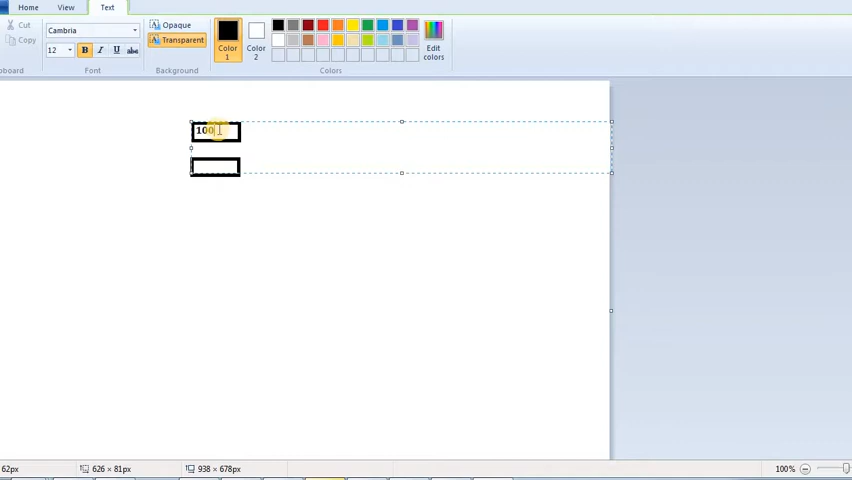 Home View Text
Cut
Copy
Cambria
12 B I U abc
Opaque
Transparent
Color 1
Color 2
Edit colors
Font Background Colors
100
62px 626 × 81px 938 × 678px 100%